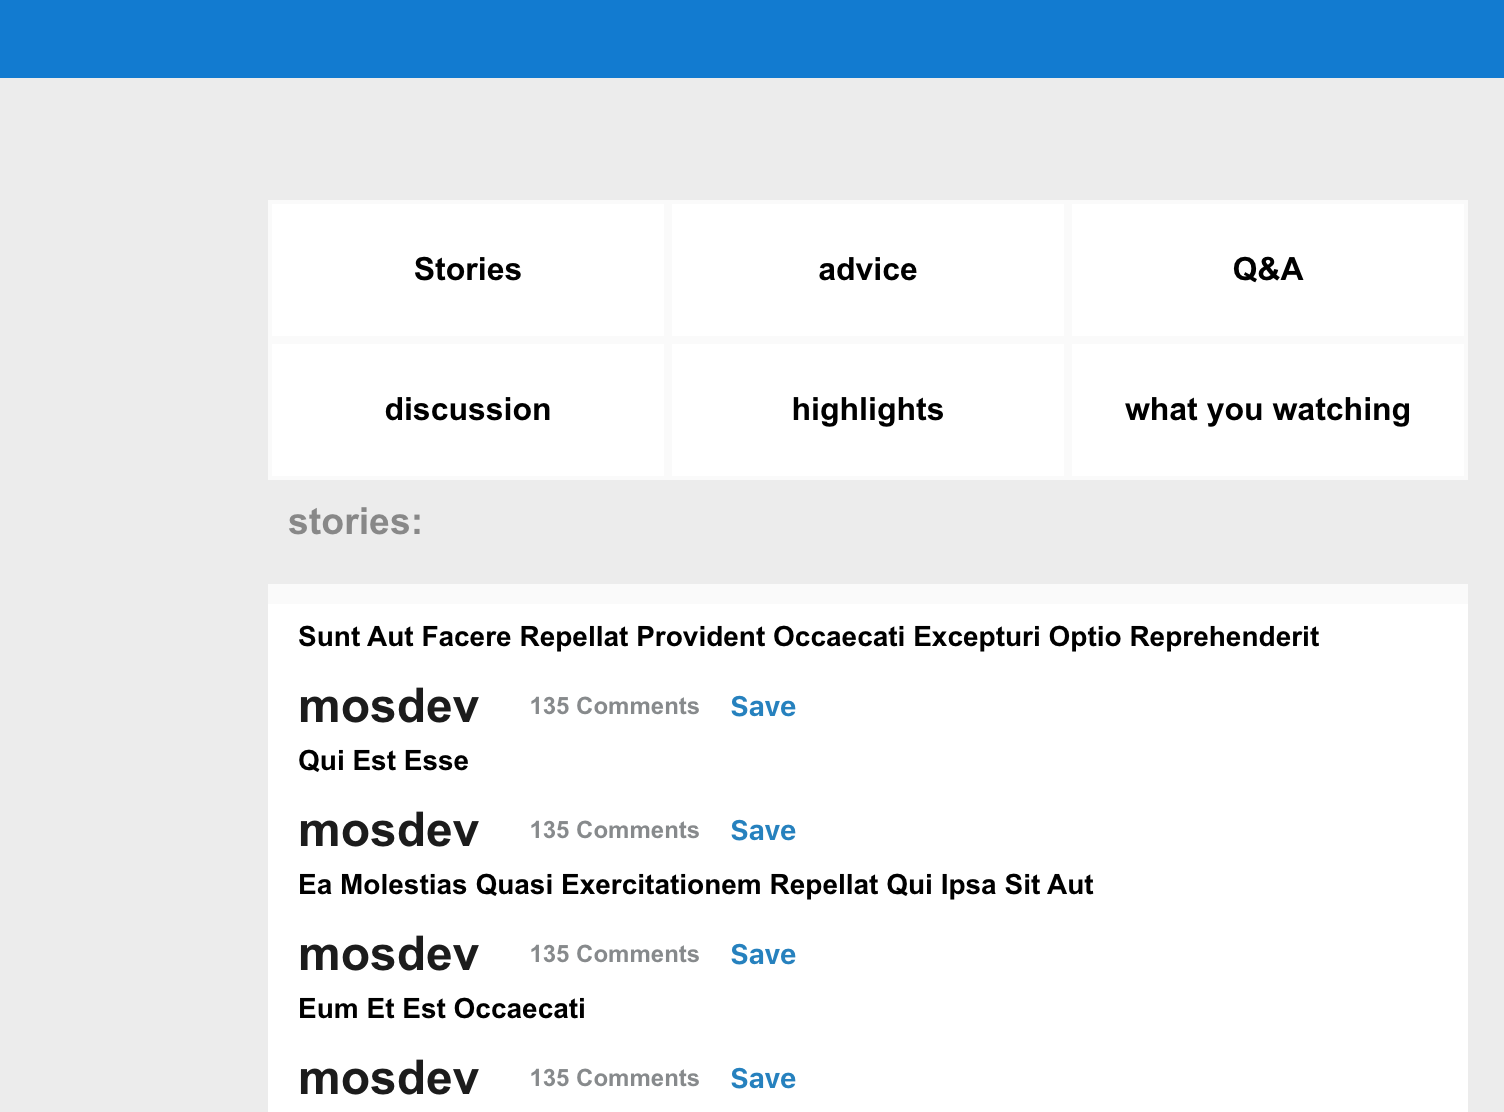 Stories
advice
Q&A
discussion
highlights
what you watching
stories:
Sunt Aut Facere Repellat Provident Occaecati Excepturi Optio Reprehenderit
mosdev 135 Comments Save
Qui Est Esse
mosdev 135 Comments Save
Ea Molestias Quasi Exercitationem Repellat Qui Ipsa Sit Aut
mosdev 135 Comments Save
Eum Et Est Occaecati
mosdev 135 Comments Save